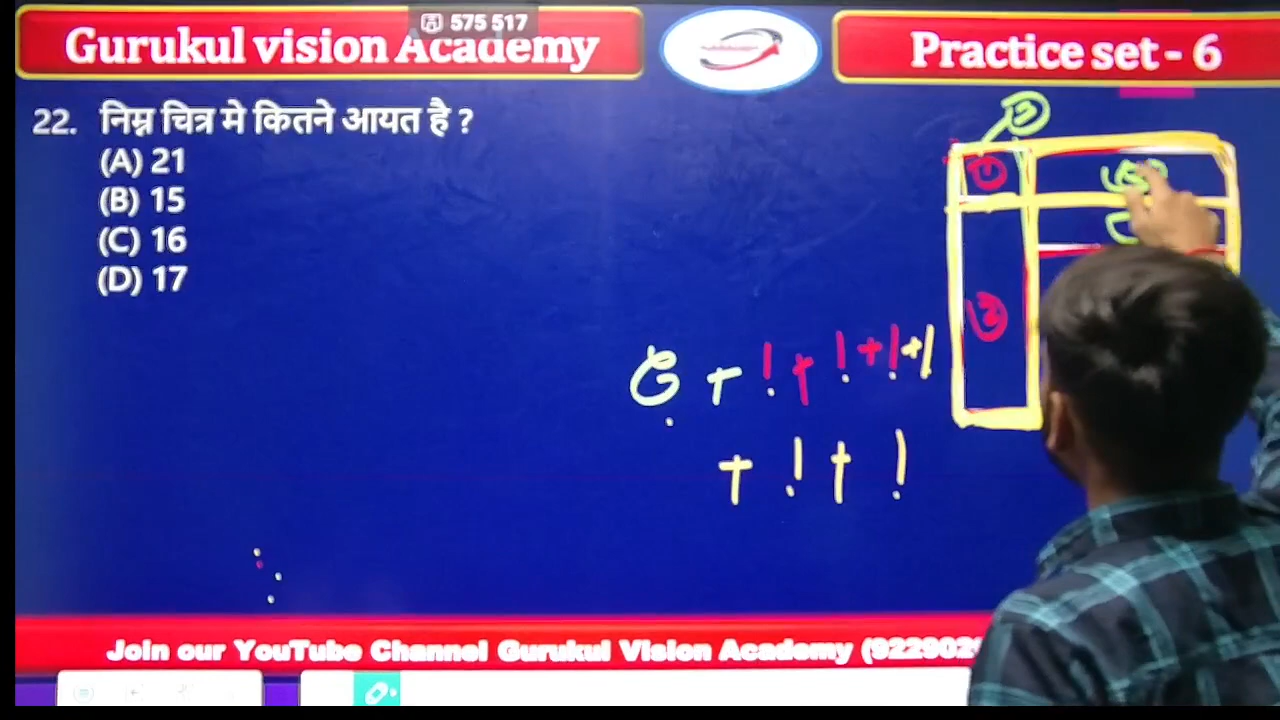 575 517
Gurukul vision Academy
Practice set - 6
22. निम्न चित्र मे कितने आयत है ?
(A) 21
(B) 15
(C) 16
(D) 17
Join our YouTube Channel Gurukul Vision Academy (922902